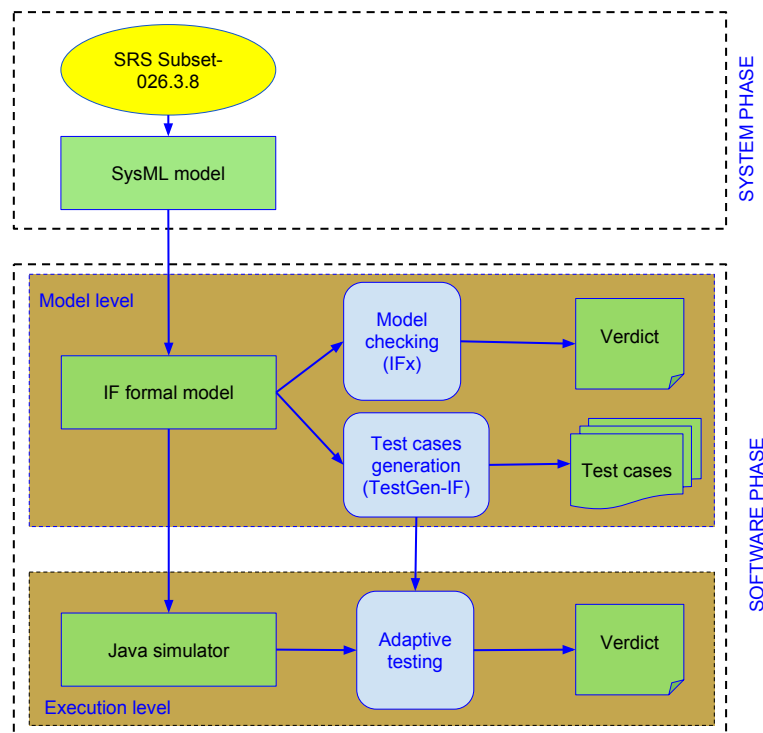 SRS Subset-
026.3.8
SysML model
SYSTEM PHASE
Model level
Model
checking
(IFx)
Verdict
IF formal model
Test cases
generation
(TestGen-IF)
Test cases
SOFTWARE PHASE
Java simulator
Adaptive
testing
Verdict
Execution level